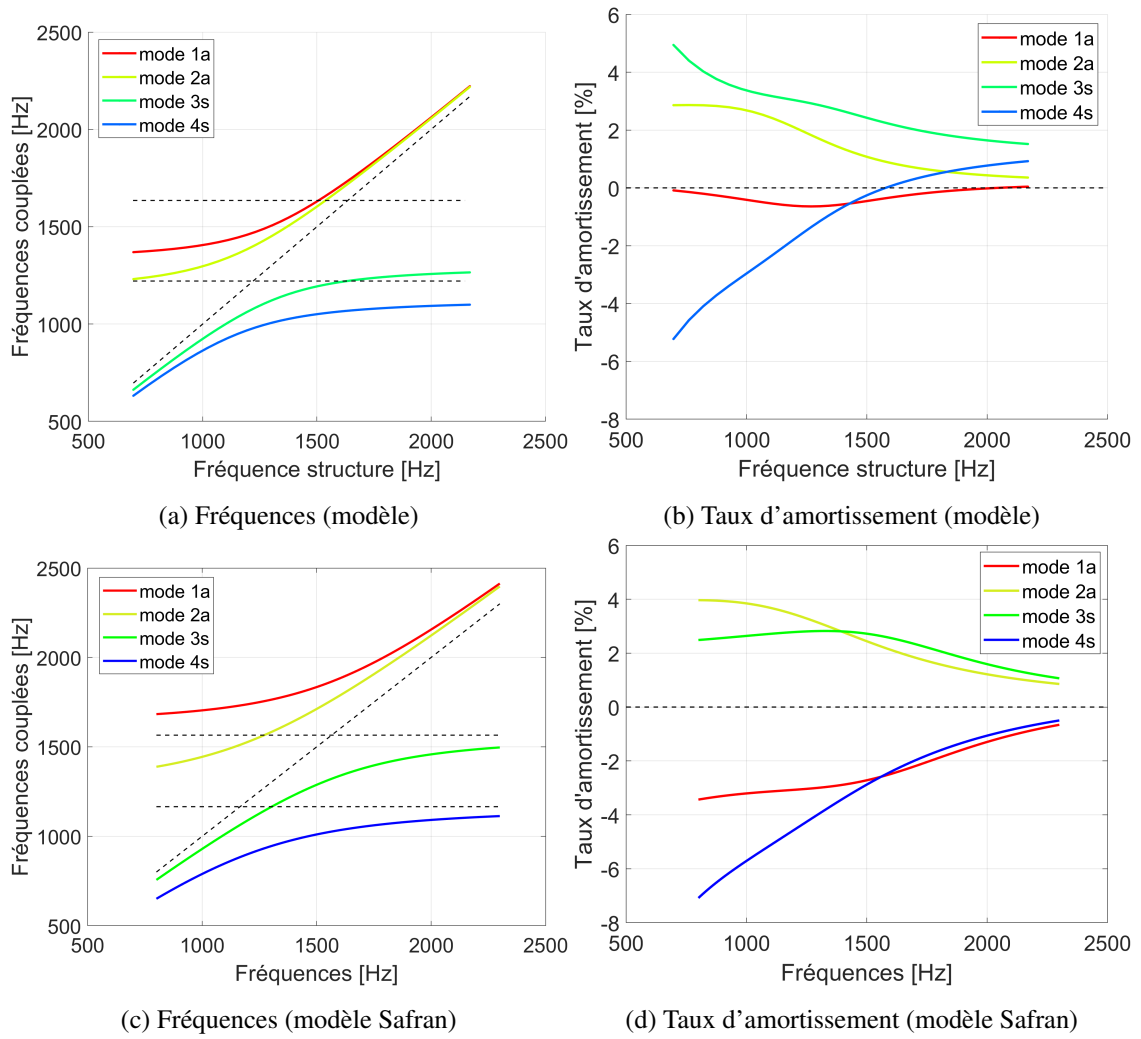 2500
2000
1500
1000
500
500
1000
1500
2000
2500
Fréquences couplées [Hz]
Fréquence structure [Hz]
mode 1a
mode 2a
mode 3s
mode 4s
(a) Fréquences (modèle)
6
4
2
0
-2
-4
-6
-8
500
1000
1500
2000
2500
Taux d'amortissement [%]
Fréquence structure [Hz]
mode 1a
mode 2a
mode 3s
mode 4s
(b) Taux d’amortissement (modèle)
2500
2000
1500
1000
500
500
1000
1500
2000
2500
Fréquences couplées [Hz]
Fréquences [Hz]
mode 1a
mode 2a
mode 3s
mode 4s
(c) Fréquences (modèle Safran)
6
4
2
0
-2
-4
-6
-8
500
1000
1500
2000
2500
Taux d'amortissement [%]
Fréquences [Hz]
mode 1a
mode 2a
mode 3s
mode 4s
(d) Taux d’amortissement (modèle Safran)